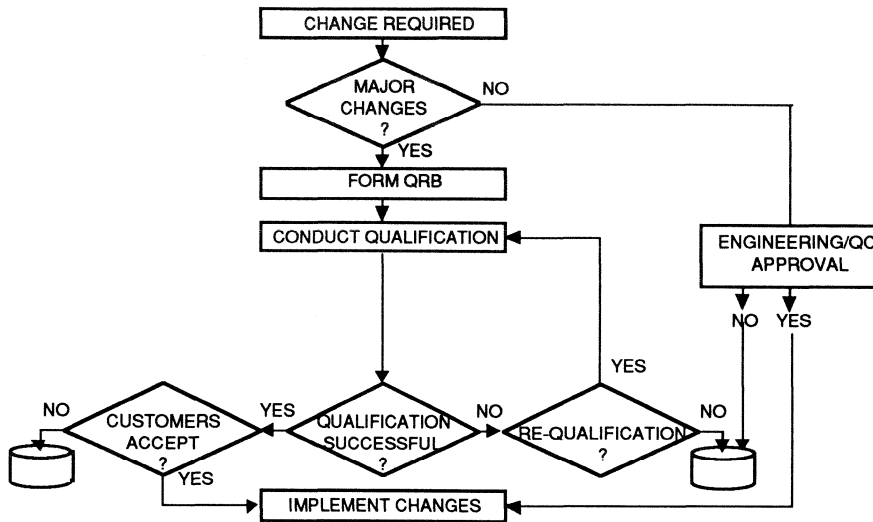 CHANGE REQUIRED
MAJOR
CHANGES
?
NO
YES
FORM QRB
CONDUCT QUALIFICATION
ENGINEERING/QC
APPROVAL
NO YES
YES
NO
CUSTOMERS
ACCEPT
?
YES
QUALIFICATION
SUCCESSFUL
?
NO
RE-QUALIFICATION
?
NO
YES
IMPLEMENT CHANGES